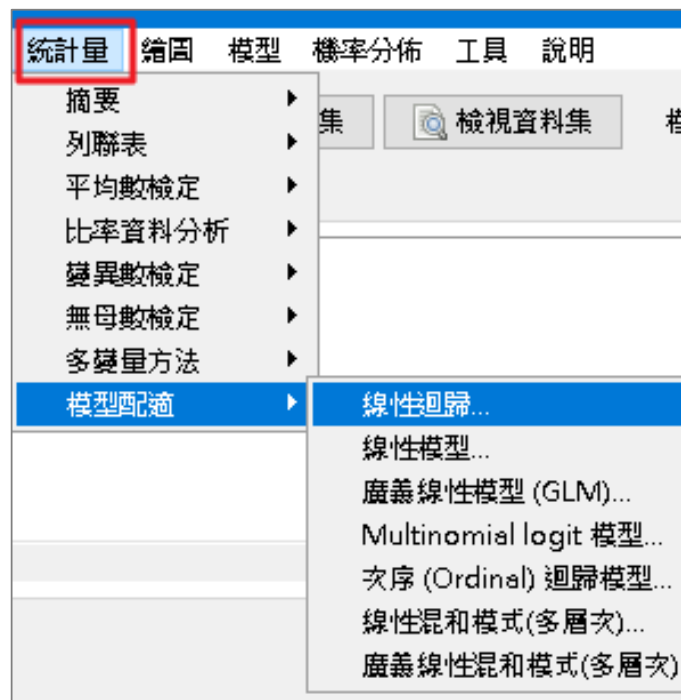 統計量 繪圖 模型 機率分佈 工具 說明
集 檢視資料集
摘要
列聯表
平均數檢定
比率資料分析
變異數檢定
無母數檢定
多變量方法
模型配適
線性迴歸...
線性模型...
廣義線性模型 (GLM)...
Multinomial logit 模型...
次序 (Ordinal) 迴歸模型...
線性混和模式(多層次)...
廣義線性混和模式(多層次)